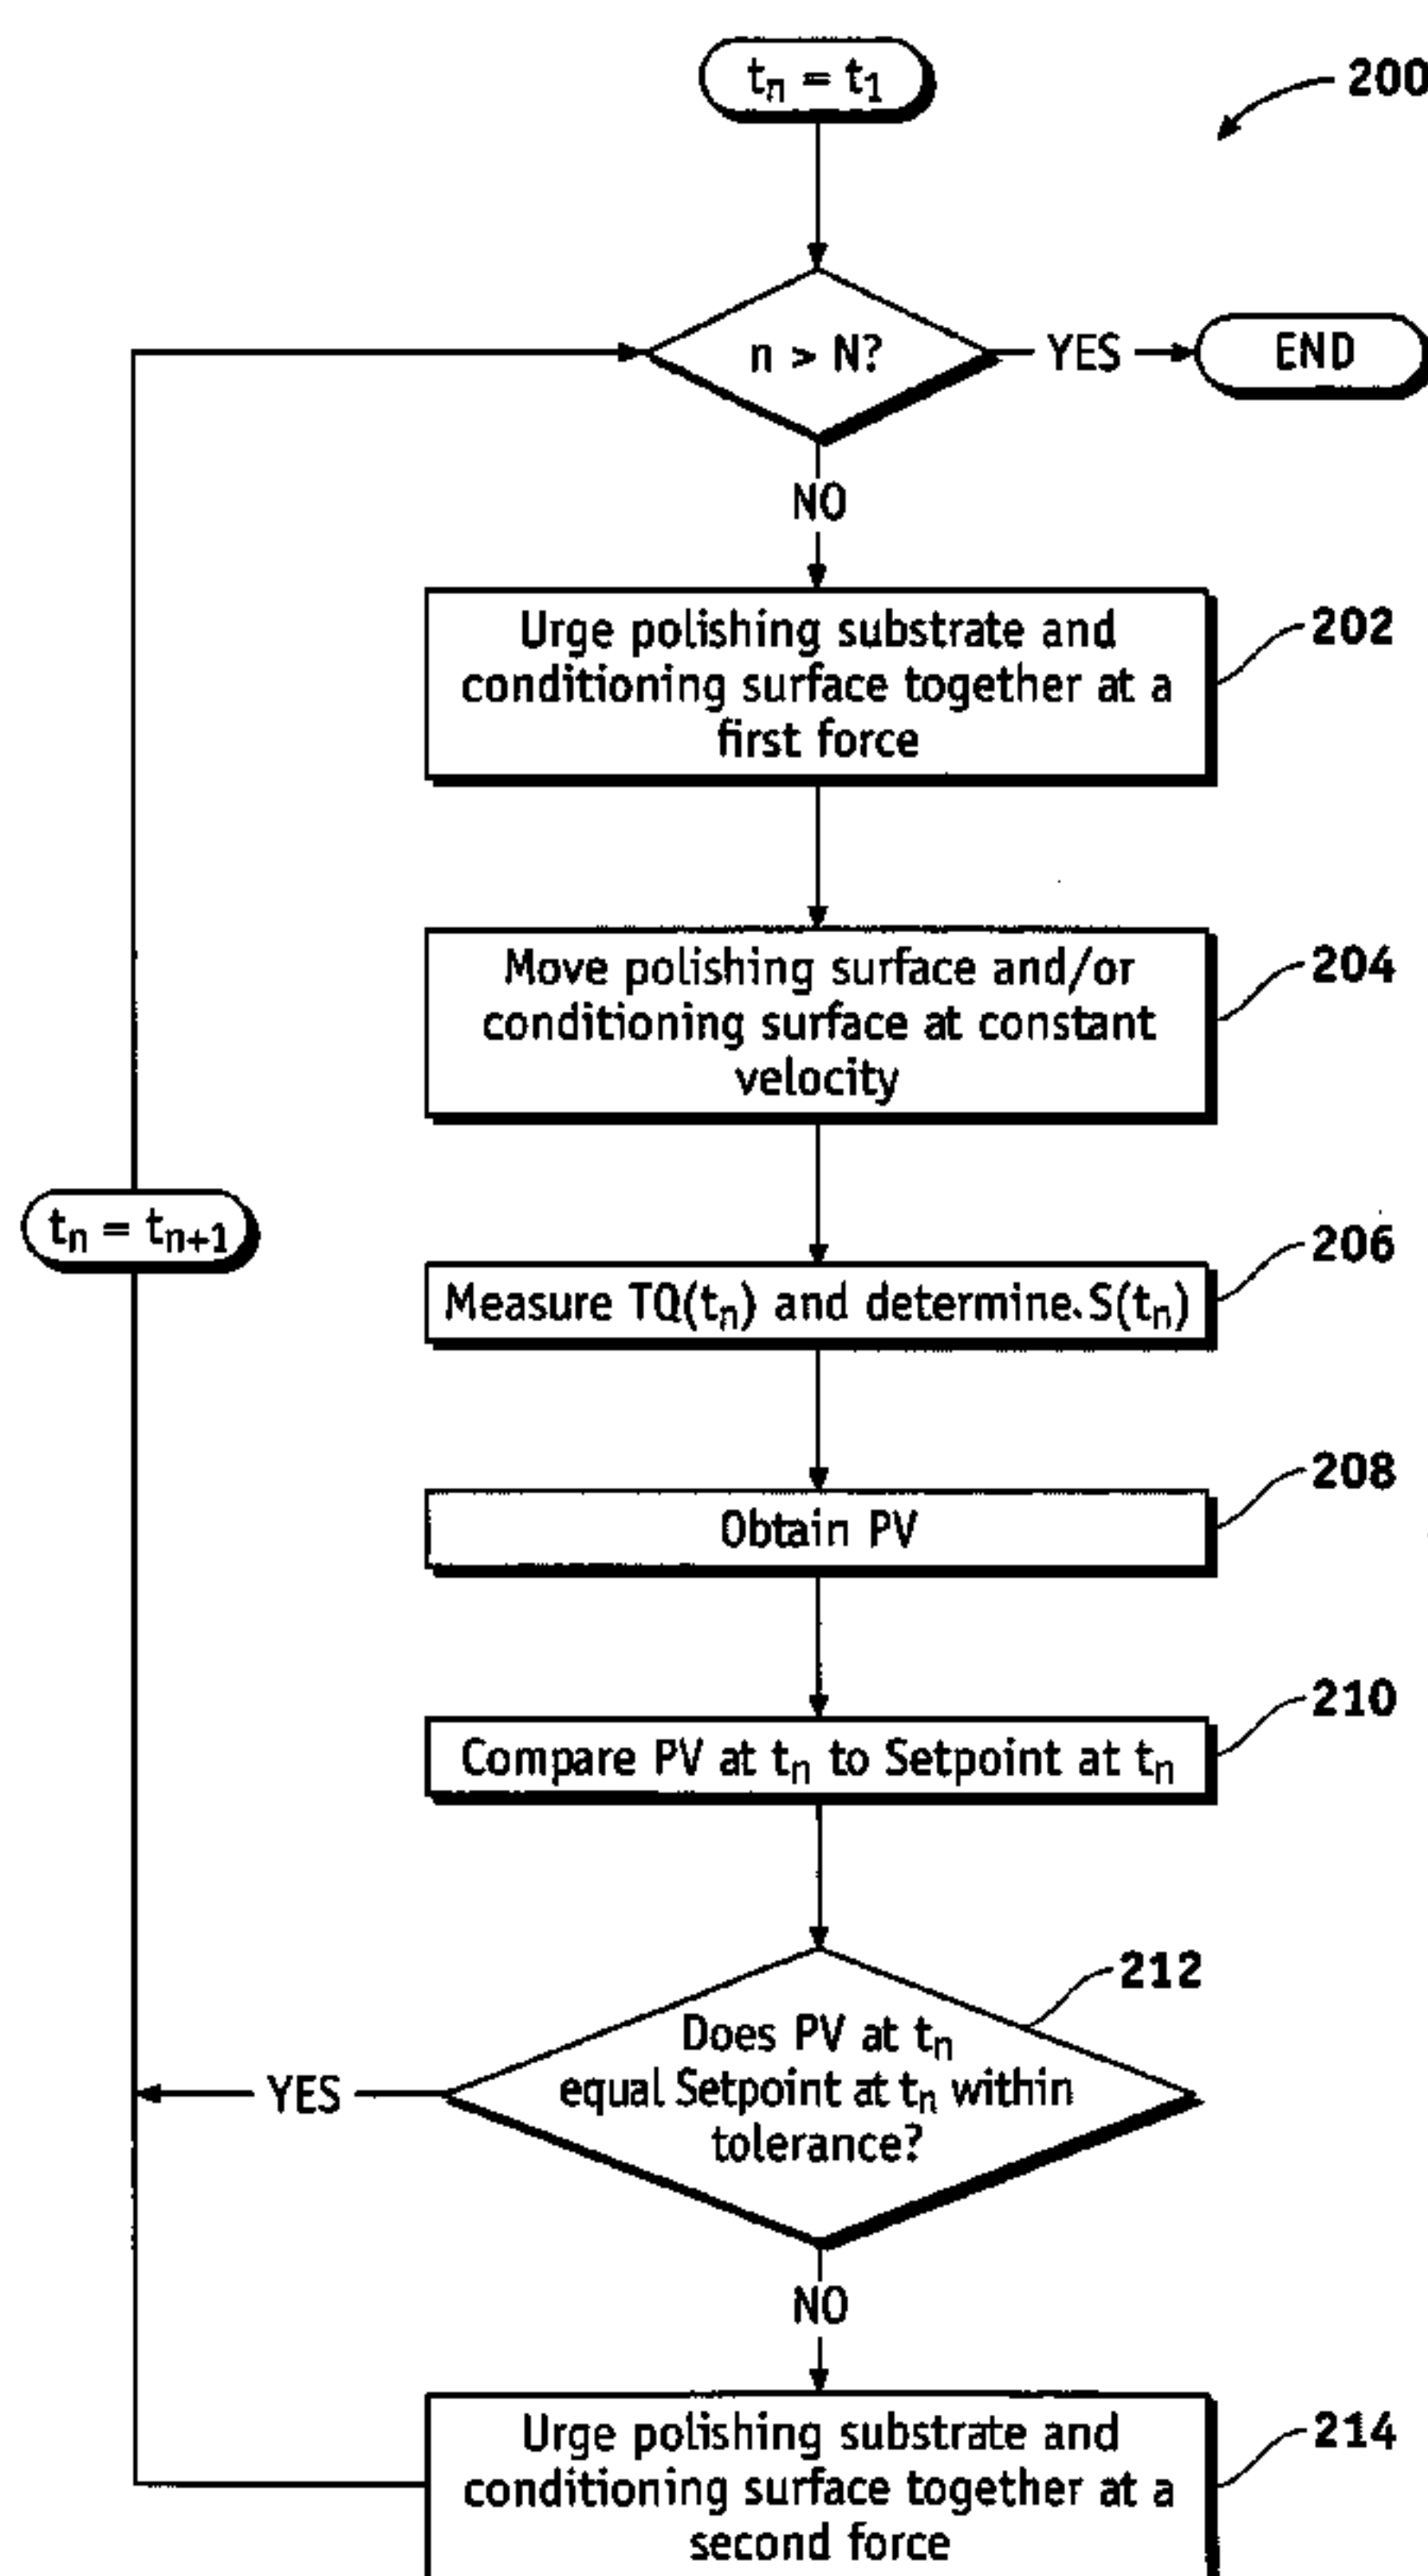 tₙ = t₁
200
n > N?
YES
END
NO
Urge polishing substrate and
conditioning surface together at a
first force
202
Move polishing surface and/or
conditioning surface at constant
velocity
204
tₙ = tₙ₊₁
Measure TQ(tₙ) and determine S(tₙ)
206
Obtain PV
208
Compare PV at tₙ to Setpoint at tₙ
210
212
Does PV at tₙ
equal Setpoint at tₙ within
tolerance?
YES
NO
Urge polishing substrate and
conditioning surface together at a
second force
214